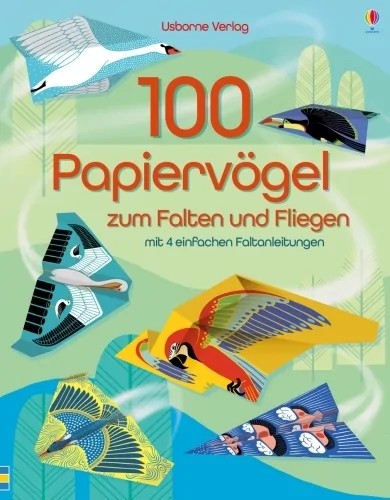 Usborne Verlag
100
Papiervögel
zum Falten und Fliegen
mit 4 einfachen Faltanleitungen